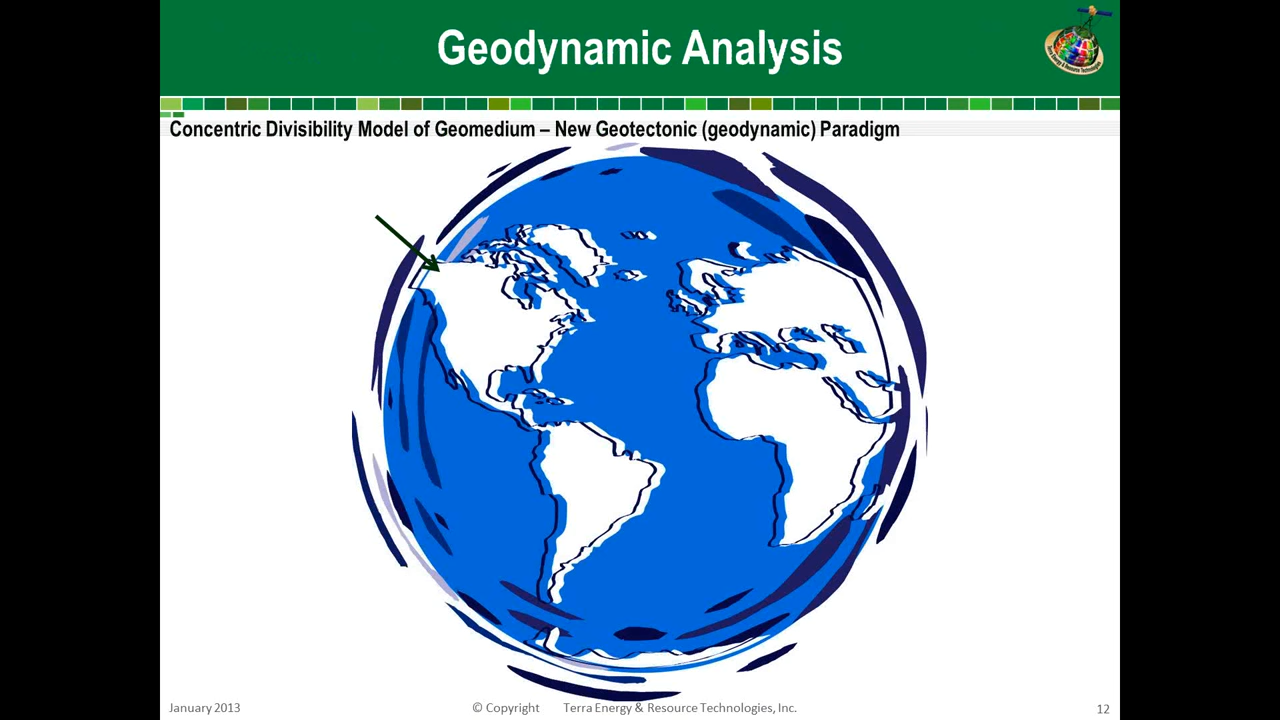 Geodynamic Analysis
Concentric Divisibility Model of Geomedium – New Geotectonic (geodynamic) Paradigm
January 2013
© Copyright Terra Energy & Resource Technologies, Inc.
12